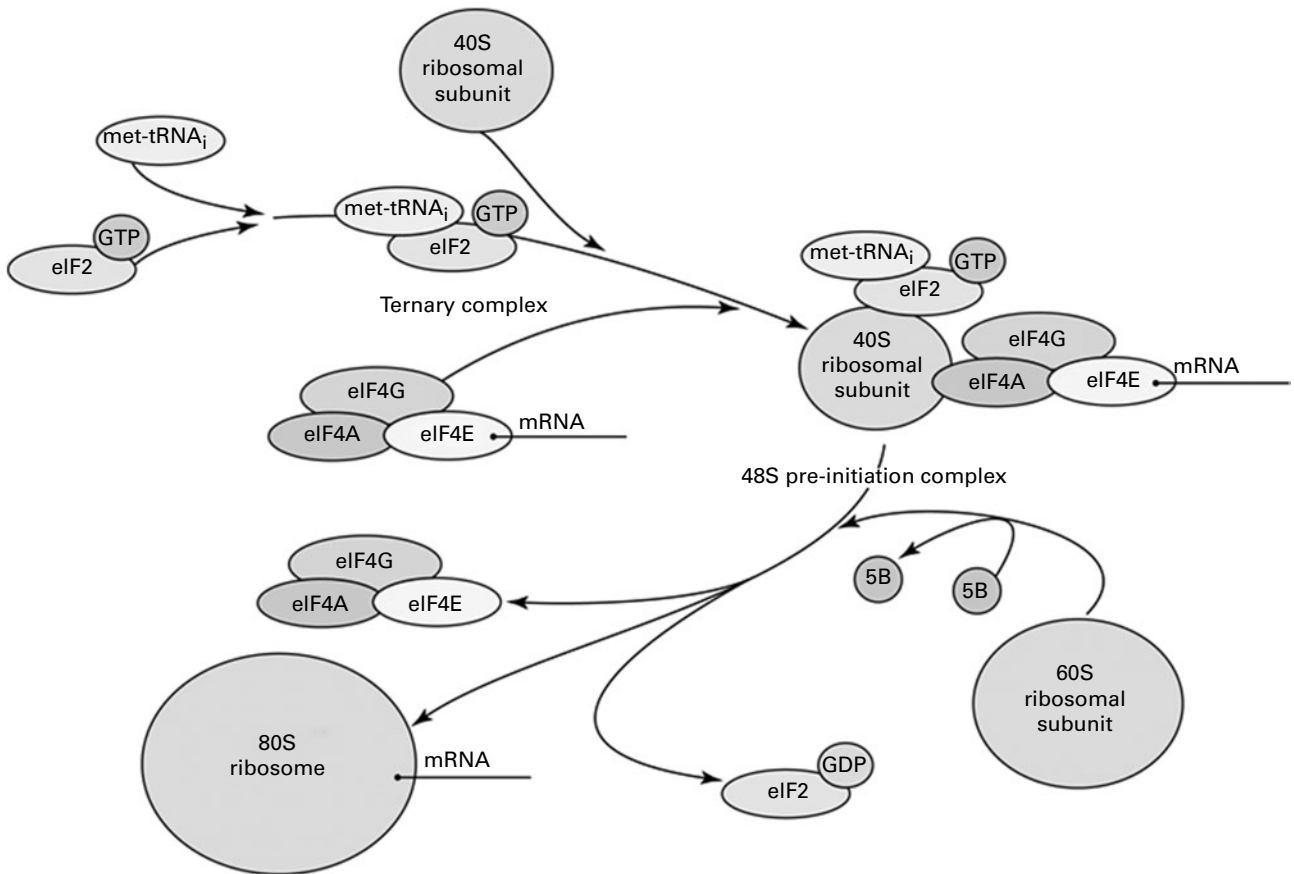 40S
ribosomal
subunit
met-tRNAi
GTP
eIF2
met-tRNAi
GTP
eIF2
Ternary complex
met-tRNAi
GTP
eIF2
40S
ribosomal
subunit
eIF4G
eIF4A
eIF4E
mRNA
eIF4G
eIF4A
eIF4E
mRNA
48S pre-initiation complex
eIF4G
eIF4A
eIF4E
5B
5B
60S
ribosomal
subunit
80S
ribosome
mRNA
GDP
eIF2